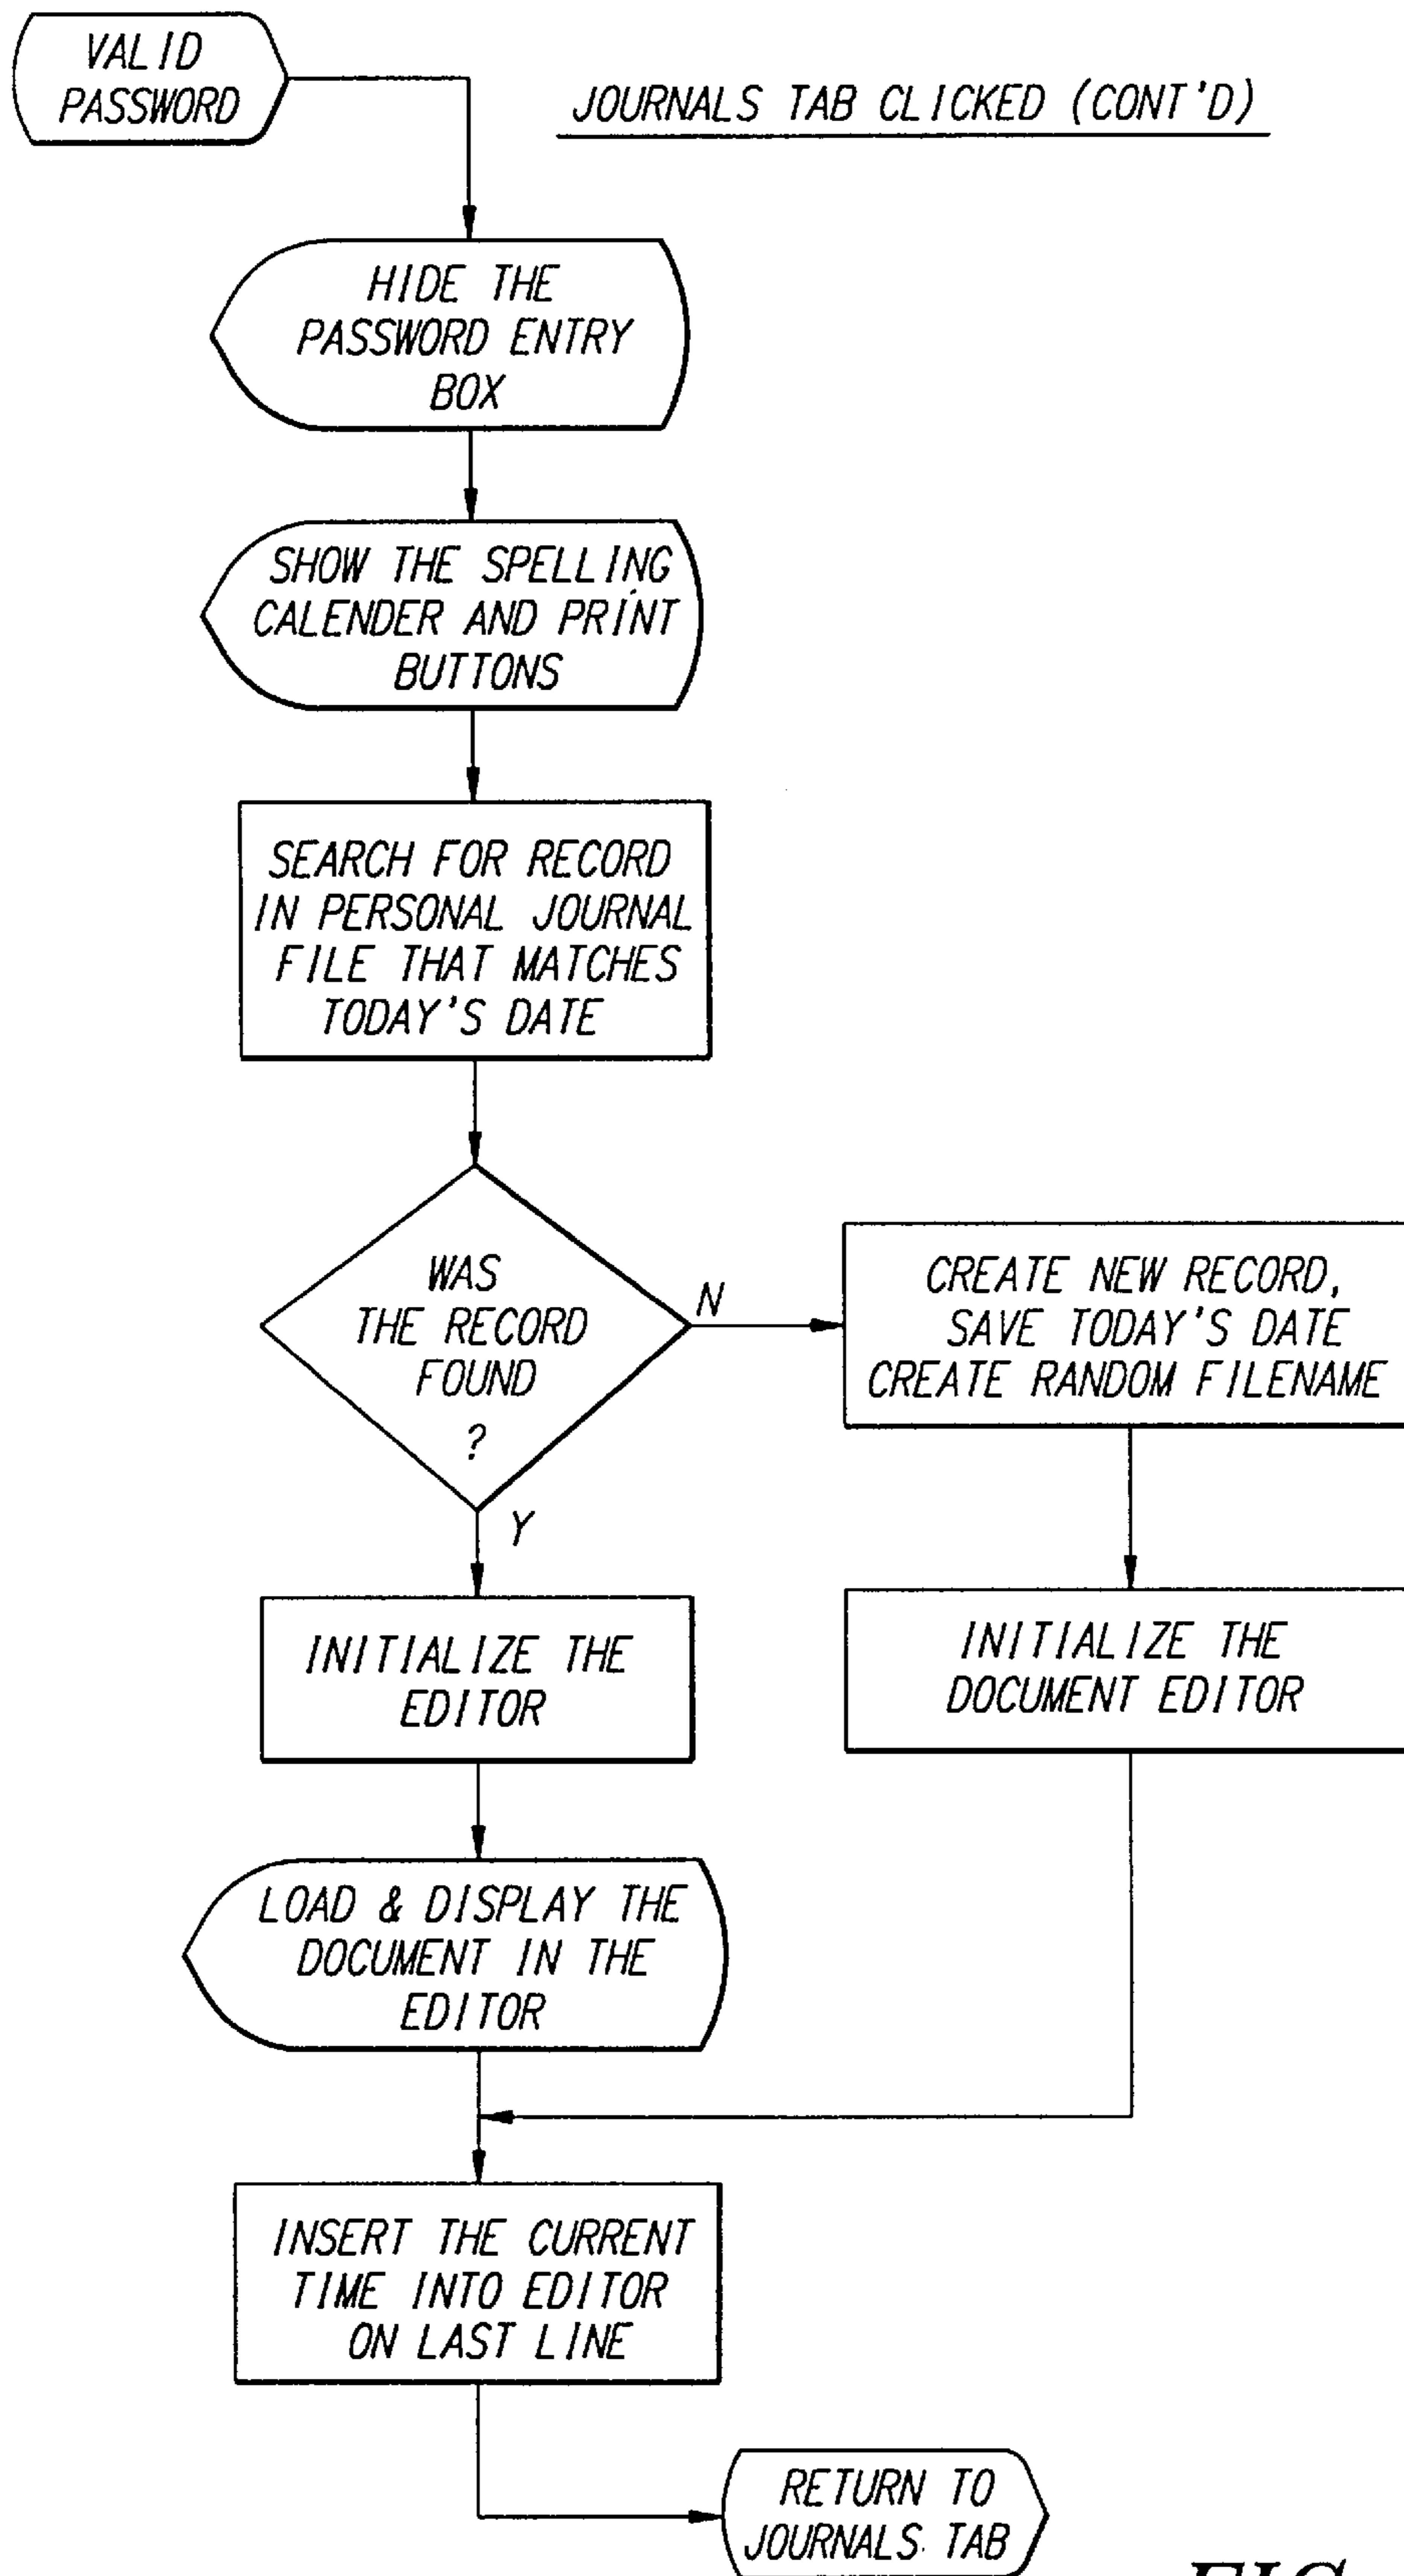 VALID
PASSWORD
JOURNALS TAB CLICKED (CONT'D)
HIDE THE
PASSWORD ENTRY
BOX
SHOW THE SPELLING
CALENDER AND PRINT
BUTTONS
SEARCH FOR RECORD
IN PERSONAL JOURNAL
FILE THAT MATCHES
TODAY'S DATE
WAS
THE RECORD
FOUND
?
N
CREATE NEW RECORD,
SAVE TODAY'S DATE
CREATE RANDOM FILENAME
Y
INITIALIZE THE
EDITOR
INITIALIZE THE
DOCUMENT EDITOR
LOAD & DISPLAY THE
DOCUMENT IN THE
EDITOR
INSERT THE CURRENT
TIME INTO EDITOR
ON LAST LINE
RETURN TO
JOURNALS TAB